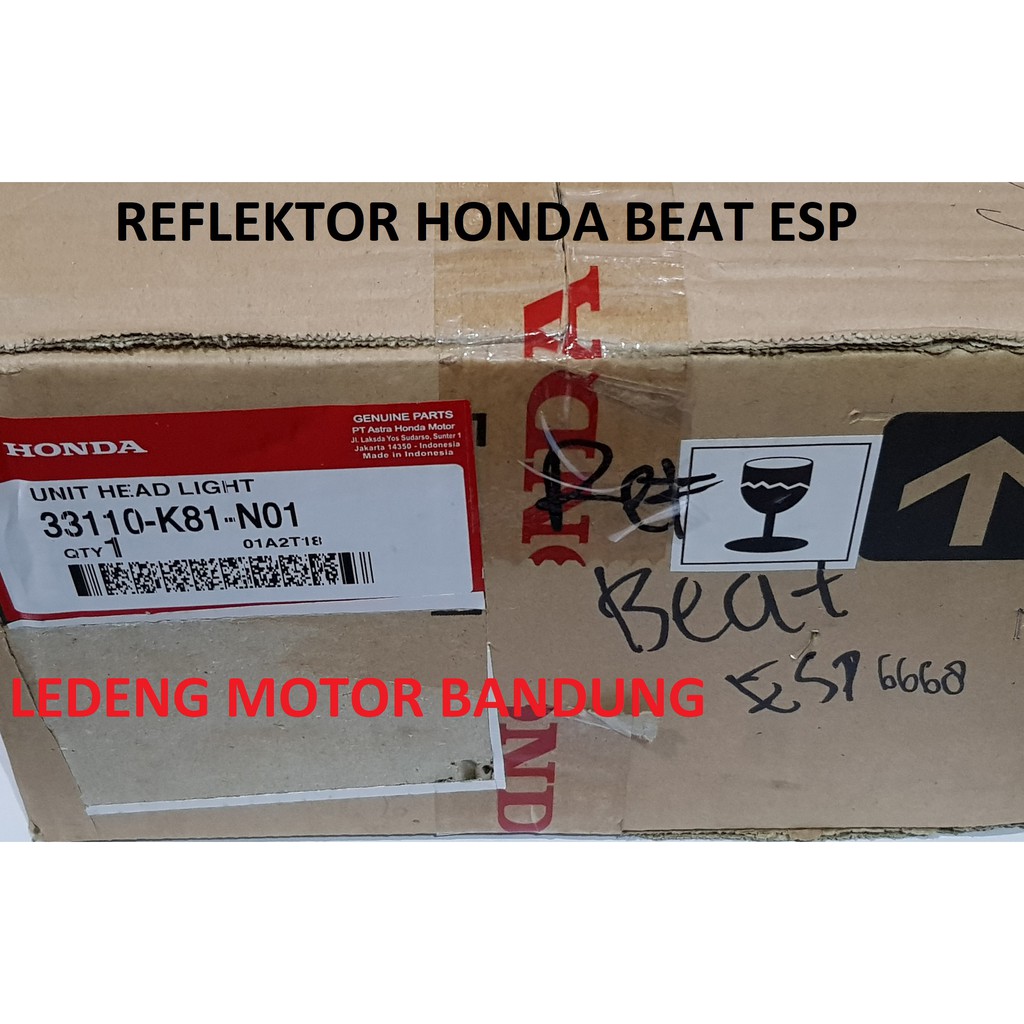 REFLEKTOR HONDA BEAT ESP
HONDA
GENUINE PARTS
PT Astra Honda Motor
Jl. Laksda Yos Sudarso, Sunter 1
Jakarta 14350 - Indonesia
Made in Indonesia
HONDA
UNIT HEAD LIGHT
33110-K81-N01
QTY 1
01A2T18
Ref
Beat
ESP 6668
LEDENG MOTOR BANDUNG
OND